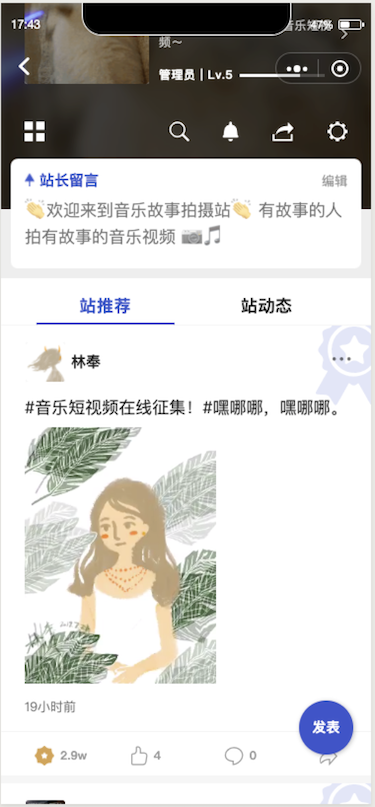 17:43
音乐短视
47%
频～
管理员 | Lv.5
站长留言
编辑
👏欢迎来到音乐故事拍摄站👏 有故事的人
拍有故事的音乐视频 📷🎵
站推荐
站动态
林奉
#音乐短视频在线征集！#嘿哪哪，嘿哪哪。
19小时前
发表
2.9w
4
0